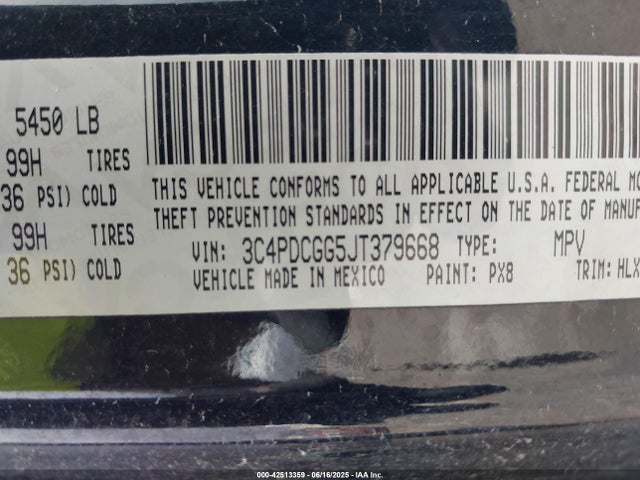 5450 LB
99H TIRES
36 PSI) COLD
99H TIRES
36 PSI) COLD
THIS VEHICLE CONFORMS TO ALL APPLICABLE U.S.A. FEDERAL MO
THEFT PREVENTION STANDARDS IN EFFECT ON THE DATE OF MANUF
VIN: 3C4PDCGG5JT379668 TYPE: MPV
VEHICLE MADE IN MEXICO PAINT: PX8 TRIM: HLX
000-42513359 - 06/16/2025 - IAA Inc.